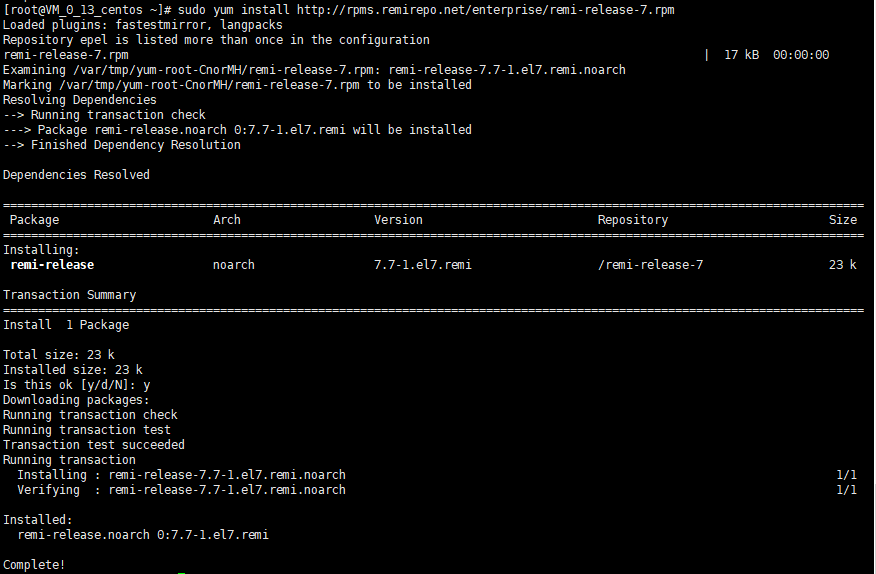 [root@VM_0_13_centos ~]# sudo yum install http://rpms.remirepo.net/enterprise/remi-release-7.rpm
Loaded plugins: fastestmirror, langpacks
Repository epel is listed more than once in the configuration
remi-release-7.rpm | 17 kB 00:00:00
Examining /var/tmp/yum-root-CnorMH/remi-release-7.rpm: remi-release-7.7-1.el7.remi.noarch
Marking /var/tmp/yum-root-CnorMH/remi-release-7.rpm to be installed
Resolving Dependencies
--> Running transaction check
---> Package remi-release.noarch 0:7.7-1.el7.remi will be installed
--> Finished Dependency Resolution

Dependencies Resolved

================================================================================
Package Arch Version Repository Size
================================================================================
Installing:
remi-release noarch 7.7-1.el7.remi /remi-release-7 23 k

Transaction Summary
================================================================================
Install 1 Package

Total size: 23 k
Installed size: 23 k
Is this ok [y/d/N]: y
Downloading packages:
Running transaction check
Running transaction test
Transaction test succeeded
Running transaction
Installing : remi-release-7.7-1.el7.remi.noarch 1/1
Verifying : remi-release-7.7-1.el7.remi.noarch 1/1

Installed:
remi-release.noarch 0:7.7-1.el7.remi

Complete!